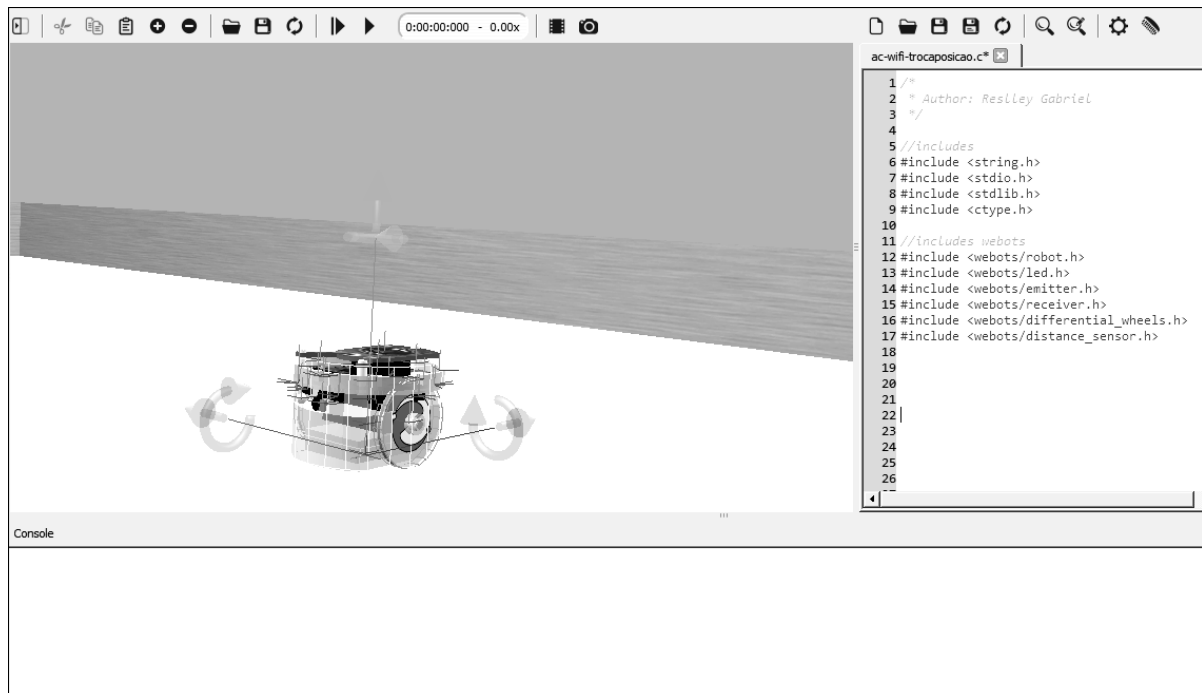 0:00:00:000 - 0.00x
ac-wifi-trocaposicao.c*
1 /*
2 * Author: Reslley Gabriel
3 */
4
5 //includes
6 #include <string.h>
7 #include <stdio.h>
8 #include <stdlib.h>
9 #include <ctype.h>
10
11 //includes webots
12 #include <webots/robot.h>
13 #include <webots/led.h>
14 #include <webots/emitter.h>
15 #include <webots/receiver.h>
16 #include <webots/differential_wheels.h>
17 #include <webots/distance_sensor.h>
18
19
20
21
22
23
24
25
26
Console